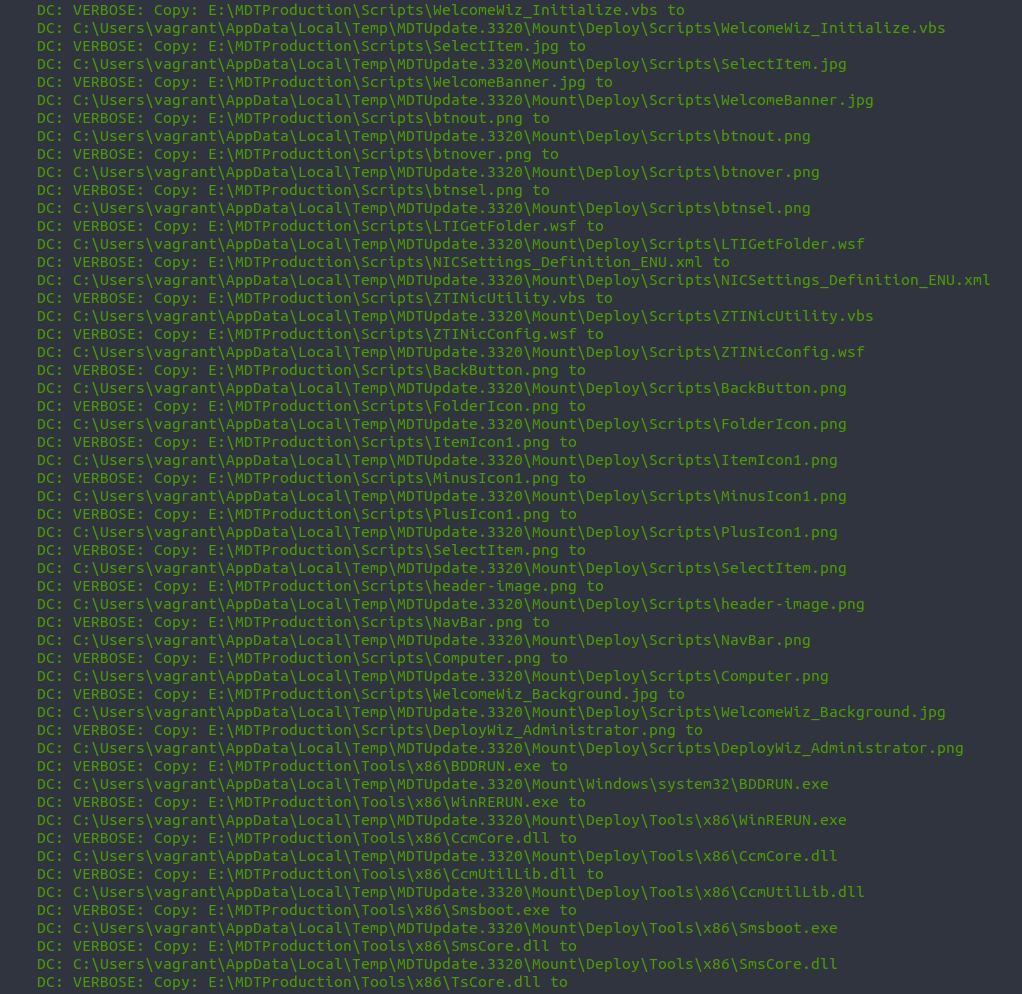 DC: VERBOSE: Copy: E:\MDTProduction\Scripts\WelcomeWiz_Initialize.vbs to
DC: C:\Users\vagrant\AppData\Local\Temp\MDTUpdate.3320\Mount\Deploy\Scripts\WelcomeWiz_Initialize.vbs
DC: VERBOSE: Copy: E:\MDTProduction\Scripts\SelectItem.jpg to
DC: C:\Users\vagrant\AppData\Local\Temp\MDTUpdate.3320\Mount\Deploy\Scripts\SelectItem.jpg
DC: VERBOSE: Copy: E:\MDTProduction\Scripts\WelcomeBanner.jpg to
DC: C:\Users\vagrant\AppData\Local\Temp\MDTUpdate.3320\Mount\Deploy\Scripts\WelcomeBanner.jpg
DC: VERBOSE: Copy: E:\MDTProduction\Scripts\btnout.png to
DC: C:\Users\vagrant\AppData\Local\Temp\MDTUpdate.3320\Mount\Deploy\Scripts\btnout.png
DC: VERBOSE: Copy: E:\MDTProduction\Scripts\btnover.png to
DC: C:\Users\vagrant\AppData\Local\Temp\MDTUpdate.3320\Mount\Deploy\Scripts\btnover.png
DC: VERBOSE: Copy: E:\MDTProduction\Scripts\btnsel.png to
DC: C:\Users\vagrant\AppData\Local\Temp\MDTUpdate.3320\Mount\Deploy\Scripts\btnsel.png
DC: VERBOSE: Copy: E:\MDTProduction\Scripts\LTIGetFolder.wsf to
DC: C:\Users\vagrant\AppData\Local\Temp\MDTUpdate.3320\Mount\Deploy\Scripts\LTIGetFolder.wsf
DC: VERBOSE: Copy: E:\MDTProduction\Scripts\NICSettings_Definition_ENU.xml to
DC: C:\Users\vagrant\AppData\Local\Temp\MDTUpdate.3320\Mount\Deploy\Scripts\NICSettings_Definition_ENU.xml
DC: VERBOSE: Copy: E:\MDTProduction\Scripts\ZTINicUtility.vbs to
DC: C:\Users\vagrant\AppData\Local\Temp\MDTUpdate.3320\Mount\Deploy\Scripts\ZTINicUtility.vbs
DC: VERBOSE: Copy: E:\MDTProduction\Scripts\ZTINicConfig.wsf to
DC: C:\Users\vagrant\AppData\Local\Temp\MDTUpdate.3320\Mount\Deploy\Scripts\ZTINicConfig.wsf
DC: VERBOSE: Copy: E:\MDTProduction\Scripts\BackButton.png to
DC: C:\Users\vagrant\AppData\Local\Temp\MDTUpdate.3320\Mount\Deploy\Scripts\BackButton.png
DC: VERBOSE: Copy: E:\MDTProduction\Scripts\FolderIcon.png to
DC: C:\Users\vagrant\AppData\Local\Temp\MDTUpdate.3320\Mount\Deploy\Scripts\FolderIcon.png
DC: VERBOSE: Copy: E:\MDTProduction\Scripts\ItemIcon1.png to
DC: C:\Users\vagrant\AppData\Local\Temp\MDTUpdate.3320\Mount\Deploy\Scripts\ItemIcon1.png
DC: VERBOSE: Copy: E:\MDTProduction\Scripts\MinusIcon1.png to
DC: C:\Users\vagrant\AppData\Local\Temp\MDTUpdate.3320\Mount\Deploy\Scripts\MinusIcon1.png
DC: VERBOSE: Copy: E:\MDTProduction\Scripts\PlusIcon1.png to
DC: C:\Users\vagrant\AppData\Local\Temp\MDTUpdate.3320\Mount\Deploy\Scripts\PlusIcon1.png
DC: VERBOSE: Copy: E:\MDTProduction\Scripts\SelectItem.png to
DC: C:\Users\vagrant\AppData\Local\Temp\MDTUpdate.3320\Mount\Deploy\Scripts\SelectItem.png
DC: VERBOSE: Copy: E:\MDTProduction\Scripts\header-image.png to
DC: C:\Users\vagrant\AppData\Local\Temp\MDTUpdate.3320\Mount\Deploy\Scripts\header-image.png
DC: VERBOSE: Copy: E:\MDTProduction\Scripts\NavBar.png to
DC: C:\Users\vagrant\AppData\Local\Temp\MDTUpdate.3320\Mount\Deploy\Scripts\NavBar.png
DC: VERBOSE: Copy: E:\MDTProduction\Scripts\Computer.png to
DC: C:\Users\vagrant\AppData\Local\Temp\MDTUpdate.3320\Mount\Deploy\Scripts\Computer.png
DC: VERBOSE: Copy: E:\MDTProduction\Scripts\WelcomeWiz_Background.jpg to
DC: C:\Users\vagrant\AppData\Local\Temp\MDTUpdate.3320\Mount\Deploy\Scripts\WelcomeWiz_Background.jpg
DC: VERBOSE: Copy: E:\MDTProduction\Scripts\DeployWiz_Administrator.png to
DC: C:\Users\vagrant\AppData\Local\Temp\MDTUpdate.3320\Mount\Deploy\Scripts\DeployWiz_Administrator.png
DC: VERBOSE: Copy: E:\MDTProduction\Tools\x86\BDDRUN.exe to
DC: C:\Users\vagrant\AppData\Local\Temp\MDTUpdate.3320\Mount\Windows\system32\BDDRUN.exe
DC: VERBOSE: Copy: E:\MDTProduction\Tools\x86\WinRERUN.exe to
DC: C:\Users\vagrant\AppData\Local\Temp\MDTUpdate.3320\Mount\Deploy\Tools\x86\WinRERUN.exe
DC: VERBOSE: Copy: E:\MDTProduction\Tools\x86\CcmCore.dll to
DC: C:\Users\vagrant\AppData\Local\Temp\MDTUpdate.3320\Mount\Deploy\Tools\x86\CcmCore.dll
DC: VERBOSE: Copy: E:\MDTProduction\Tools\x86\CcmUtilLib.dll to
DC: C:\Users\vagrant\AppData\Local\Temp\MDTUpdate.3320\Mount\Deploy\Tools\x86\CcmUtilLib.dll
DC: VERBOSE: Copy: E:\MDTProduction\Tools\x86\Smsboot.exe to
DC: C:\Users\vagrant\AppData\Local\Temp\MDTUpdate.3320\Mount\Deploy\Tools\x86\Smsboot.exe
DC: VERBOSE: Copy: E:\MDTProduction\Tools\x86\SmsCore.dll to
DC: C:\Users\vagrant\AppData\Local\Temp\MDTUpdate.3320\Mount\Deploy\Tools\x86\SmsCore.dll
DC: VERBOSE: Copy: E:\MDTProduction\Tools\x86\TsCore.dll to